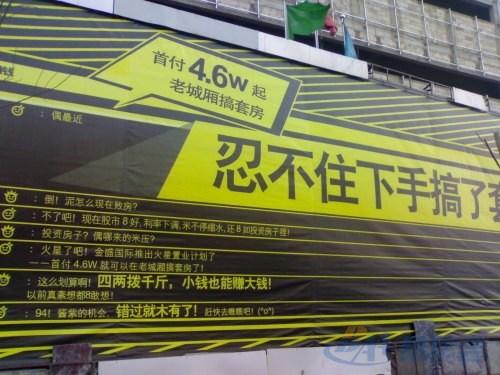 首付4.6w起
老城厢搞套房
忍不住下手搞了套
：偶最近
：倒！泥怎么现在败房？
：不了吧！现在股市8好，利率下调，米不停缩水，还8如投资房子捏！
：投资房子？偶哪来的米压？
：火星了吧！金盛国际推出火星置业计划了
——首付4.6W就可以在老城厢搞套房了！
：这么划算啊！四两拨千斤，小钱也能赚大钱！
以前真素想都8敢想！
：94！酱紫的机会，错过就木有了！赶快去瞧瞧吧！（^o^）